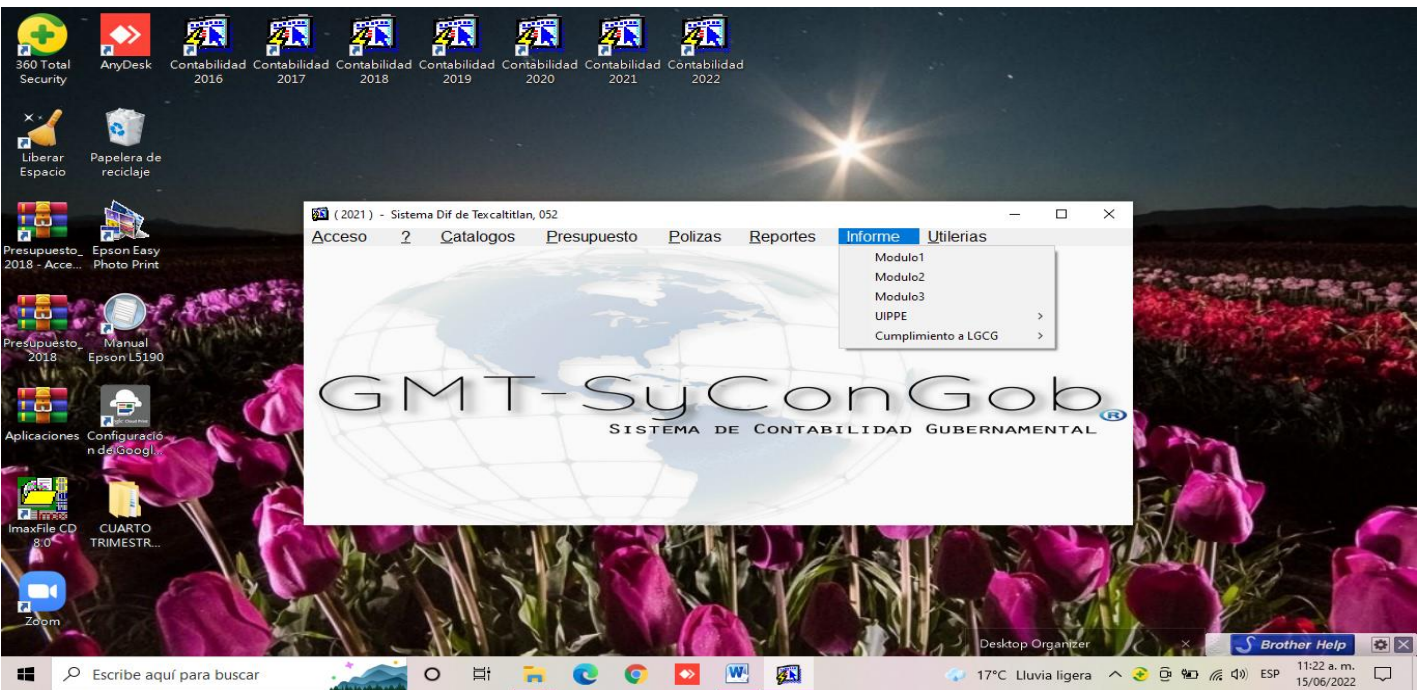 360 Total
Security
AnyDesk
Contabilidad
2016
Contabilidad
2017
Contabilidad
2018
Contabilidad
2019
Contabilidad
2020
Contabilidad
2021
Contabilidad
2022
Liberar
Espacio
Papelera de
reciclaje
Presupuesto_
2018 - Acce...
Epson Easy
Photo Print
Presupuesto_
2018
Manual
Epson L5190
Aplicaciones
Configuració
n de Googl...
ImaxFile CD
8.0
CUARTO
TRIMESTR...
Zoom
( 2021 ) - Sistema Dif de Texcaltitlan, 052
Acceso ? Catalogos Presupuesto Polizas Reportes Informe Utilerias
Modulo1
Modulo2
Modulo3
UIPPE >
Cumplimiento a LGCG >
GMT-SyConGob®
SISTEMA DE CONTABILIDAD GUBERNAMENTAL
Desktop Organizer
Brother Help
Escribe aquí para buscar
17°C Lluvia ligera
ESP
11:22 a. m.
15/06/2022